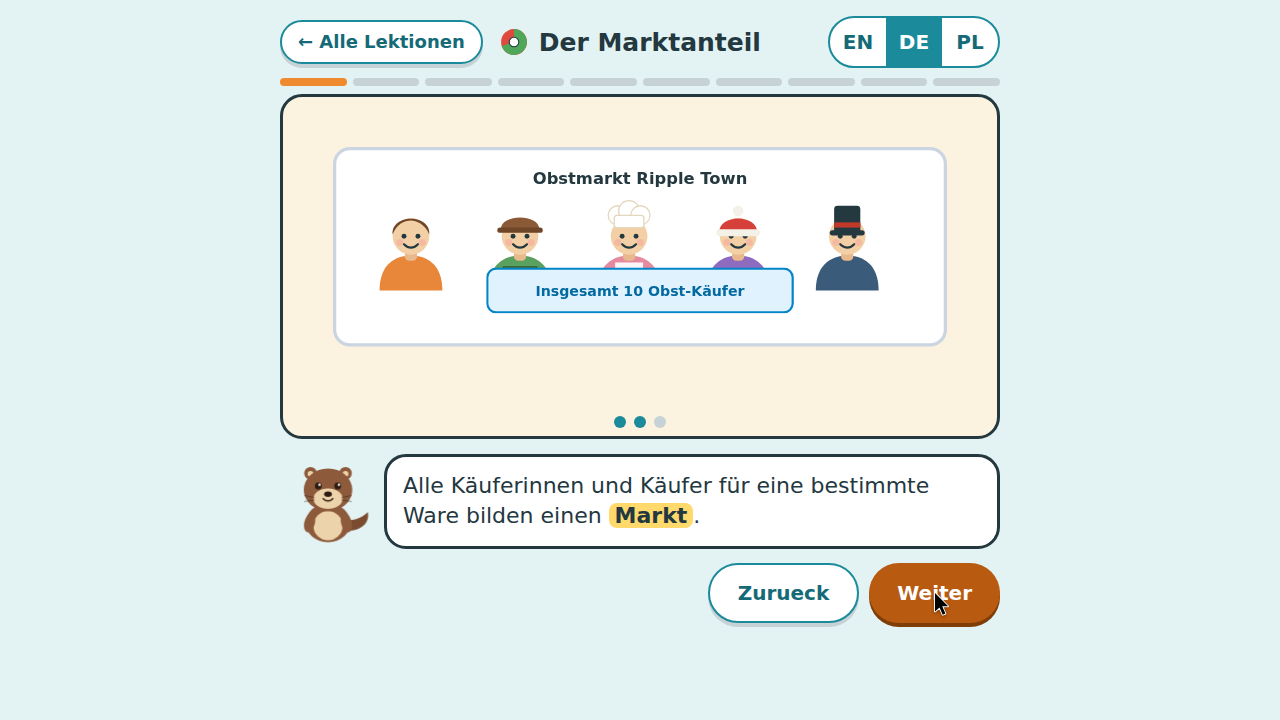 ← Alle Lektionen
Der Marktanteil
EN DE PL
Obstmarkt Ripple Town
Insgesamt 10 Obst-Käufer
Alle Käuferinnen und Käufer für eine bestimmte
Ware bilden einen Markt.
Zurueck
Weiter